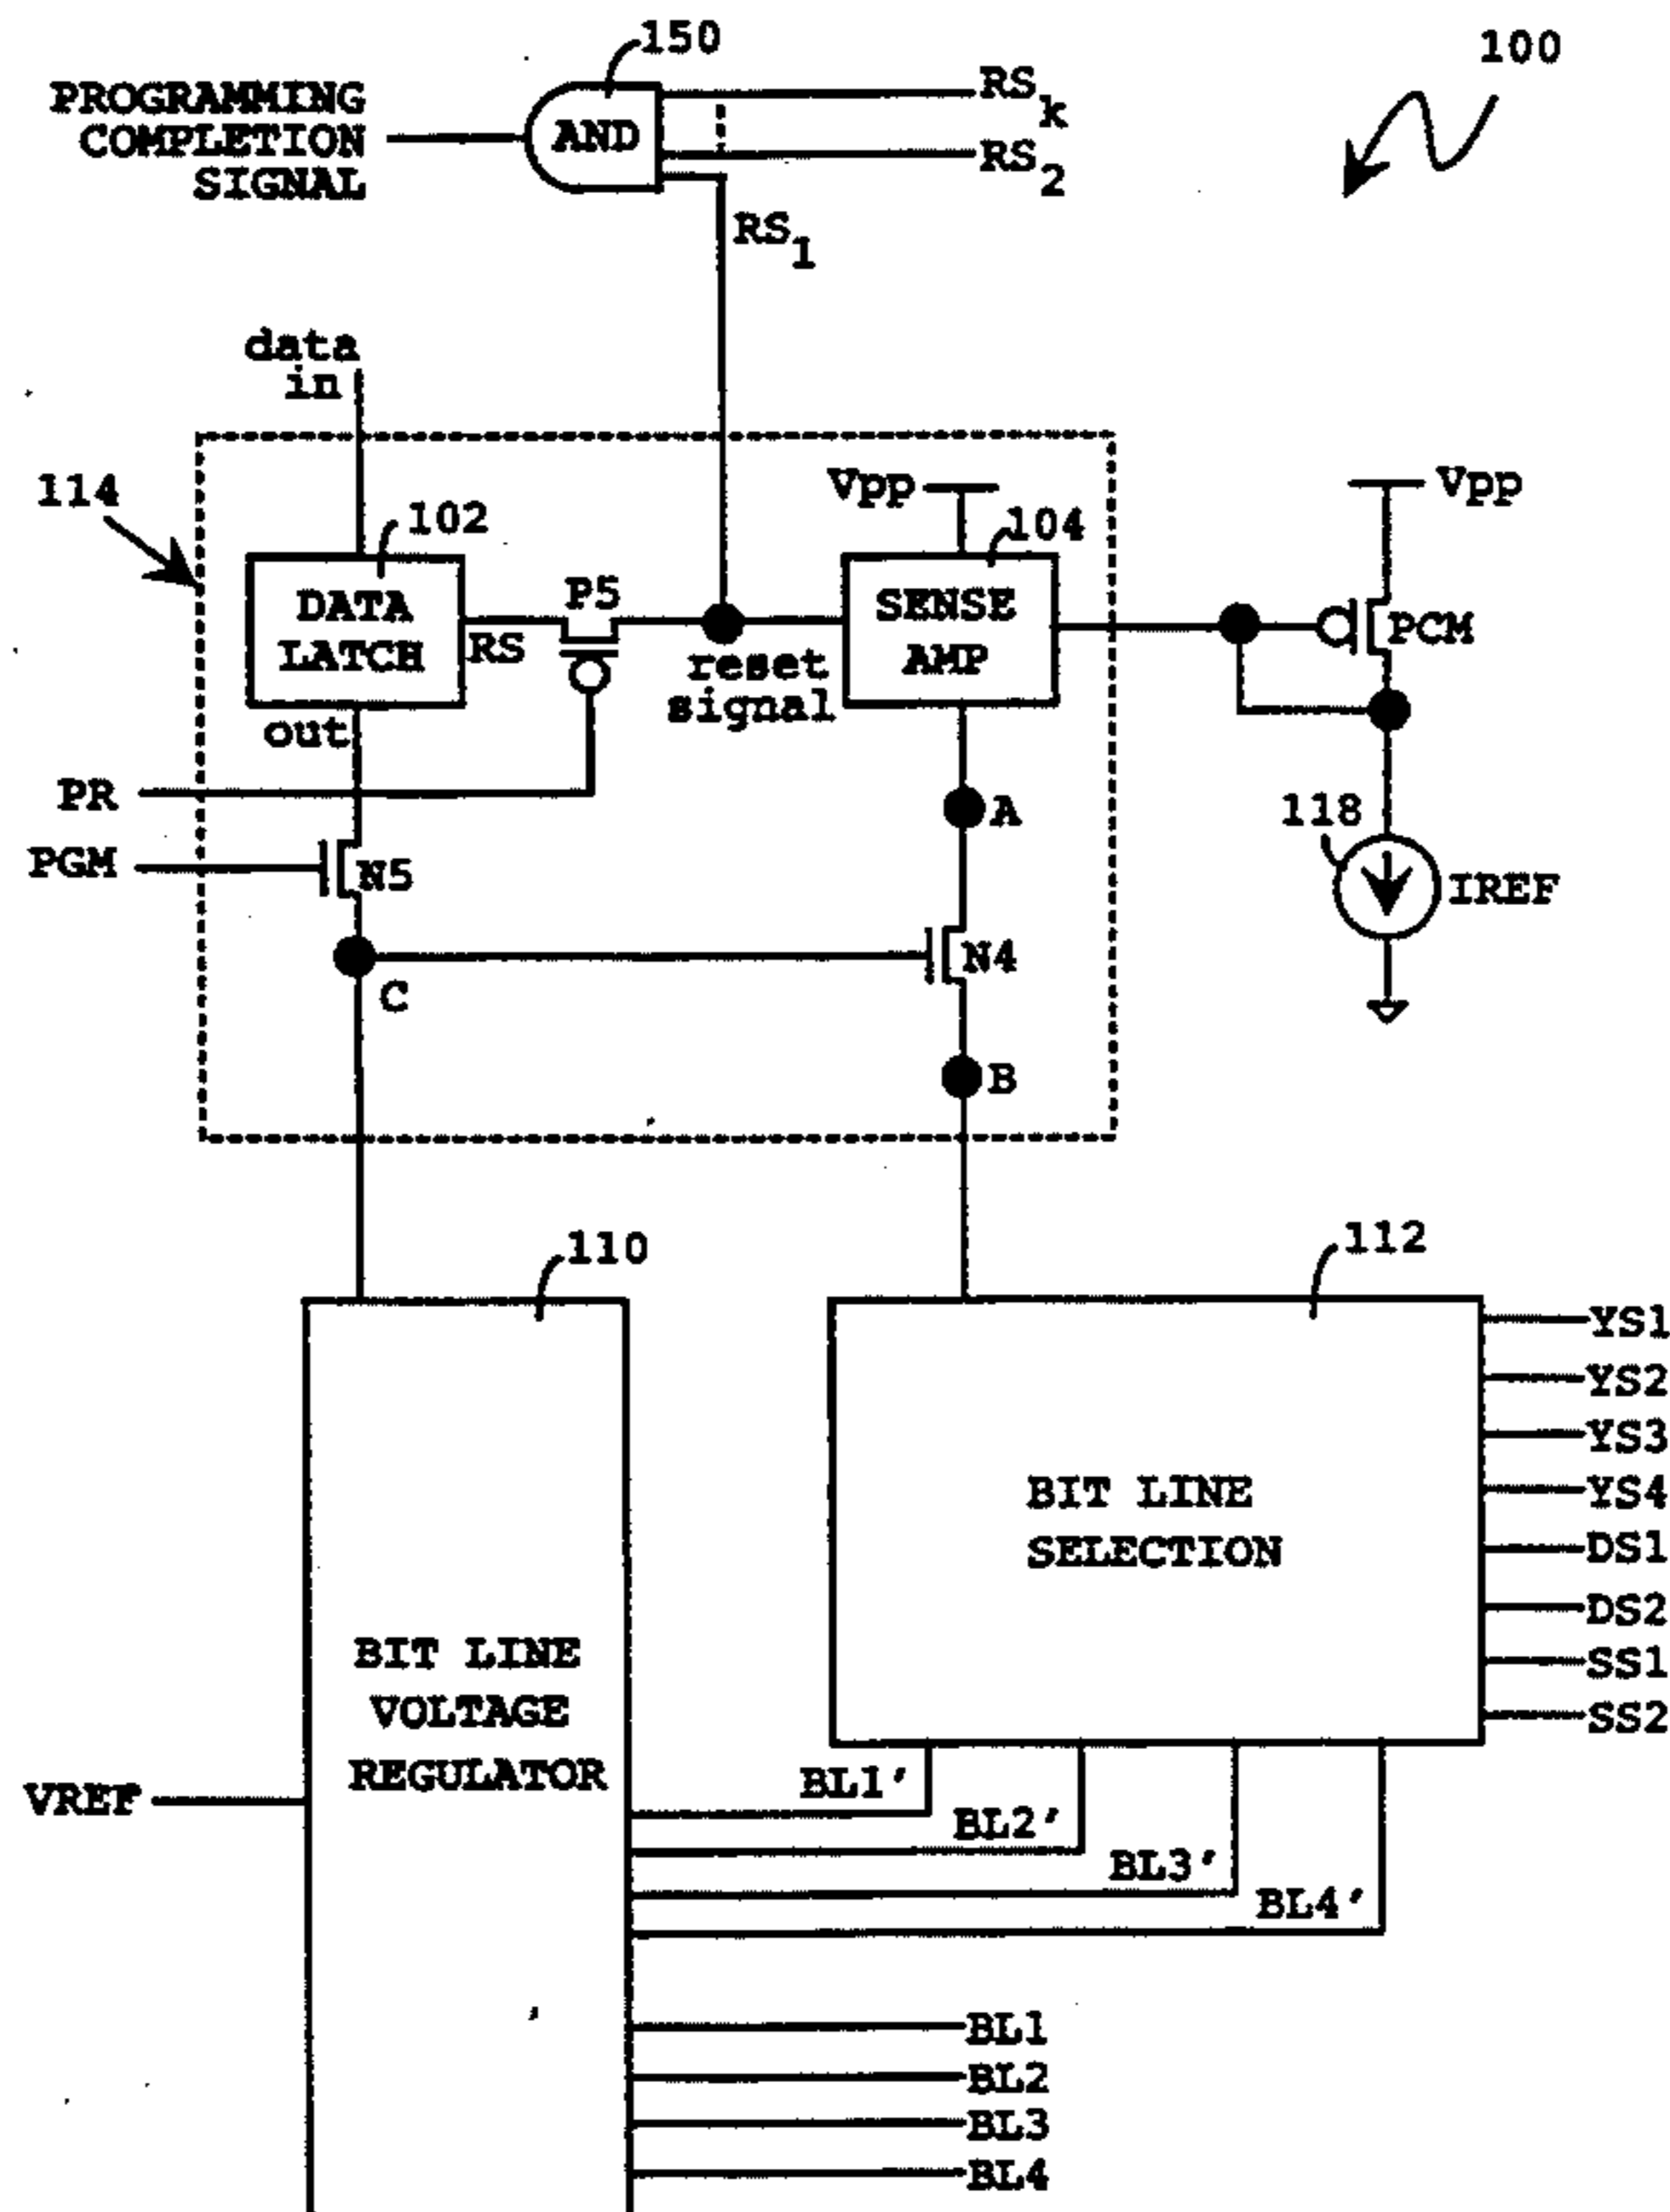 150
100
PROGRAMMING
COMPLETION
SIGNAL
AND
RSk
RS2
RS1
data
in
114
102
DATA
LATCH
RS
P5
reset
signal
Vpp
104
SENSE
AMP
Vpp
PCM
out
PR
PGM
N5
A
118
IREF
N4
C
B
110
112
YS1
YS2
YS3
YS4
DS1
DS2
SS1
SS2
BIT LINE
SELECTION
BIT LINE
VOLTAGE
REGULATOR
VREF
BL1'
BL2'
BL3'
BL4'
BL1
BL2
BL3
BL4